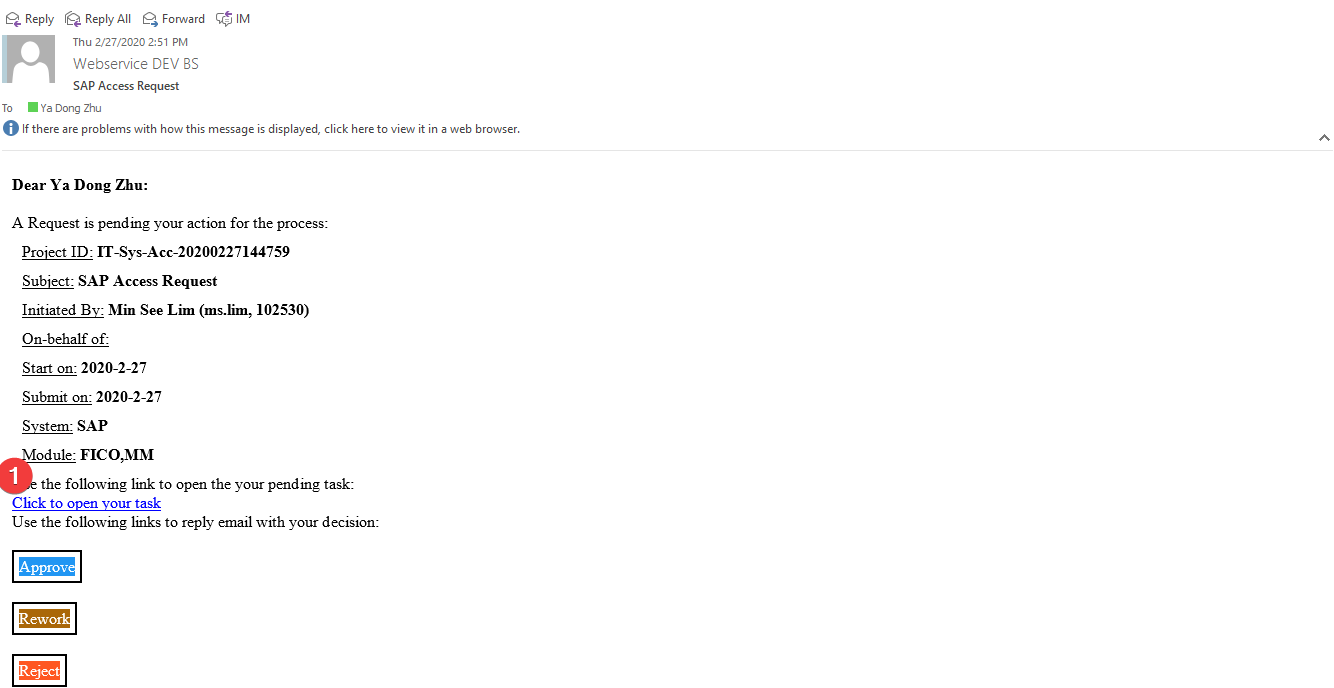 Reply Reply All Forward IM
Thu 2/27/2020 2:51 PM
Webservice DEV BS
SAP Access Request
To Ya Dong Zhu
If there are problems with how this message is displayed, click here to view it in a web browser.
Dear Ya Dong Zhu:
A Request is pending your action for the process:
Project ID: IT-Sys-Acc-20200227144759
Subject: SAP Access Request
Initiated By: Min See Lim (ms.lim, 102530)
On-behalf of:
Start on: 2020-2-27
Submit on: 2020-2-27
System: SAP
Module: FICO,MM
1
the following link to open the your pending task:
Click to open your task
Use the following links to reply email with your decision:
Approve
Rework
Reject